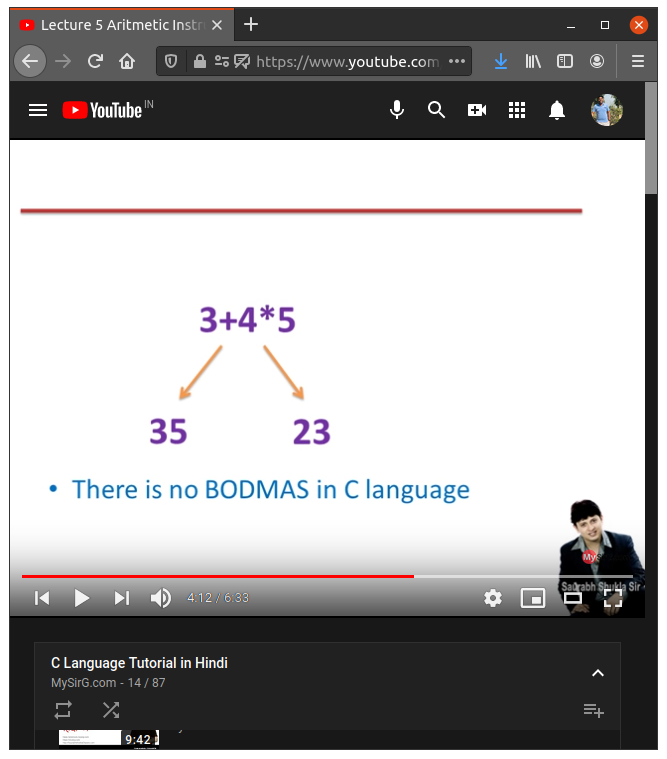 Lecture 5 Aritmetic Instr
https://www.youtube.com
YouTube IN
3+4*5
35 23
• There is no BODMAS in C language
MyS
Saurabh Shukla Sir
4:12 / 6:33
C Language Tutorial in Hindi
MySirG.com - 14 / 87
9:42